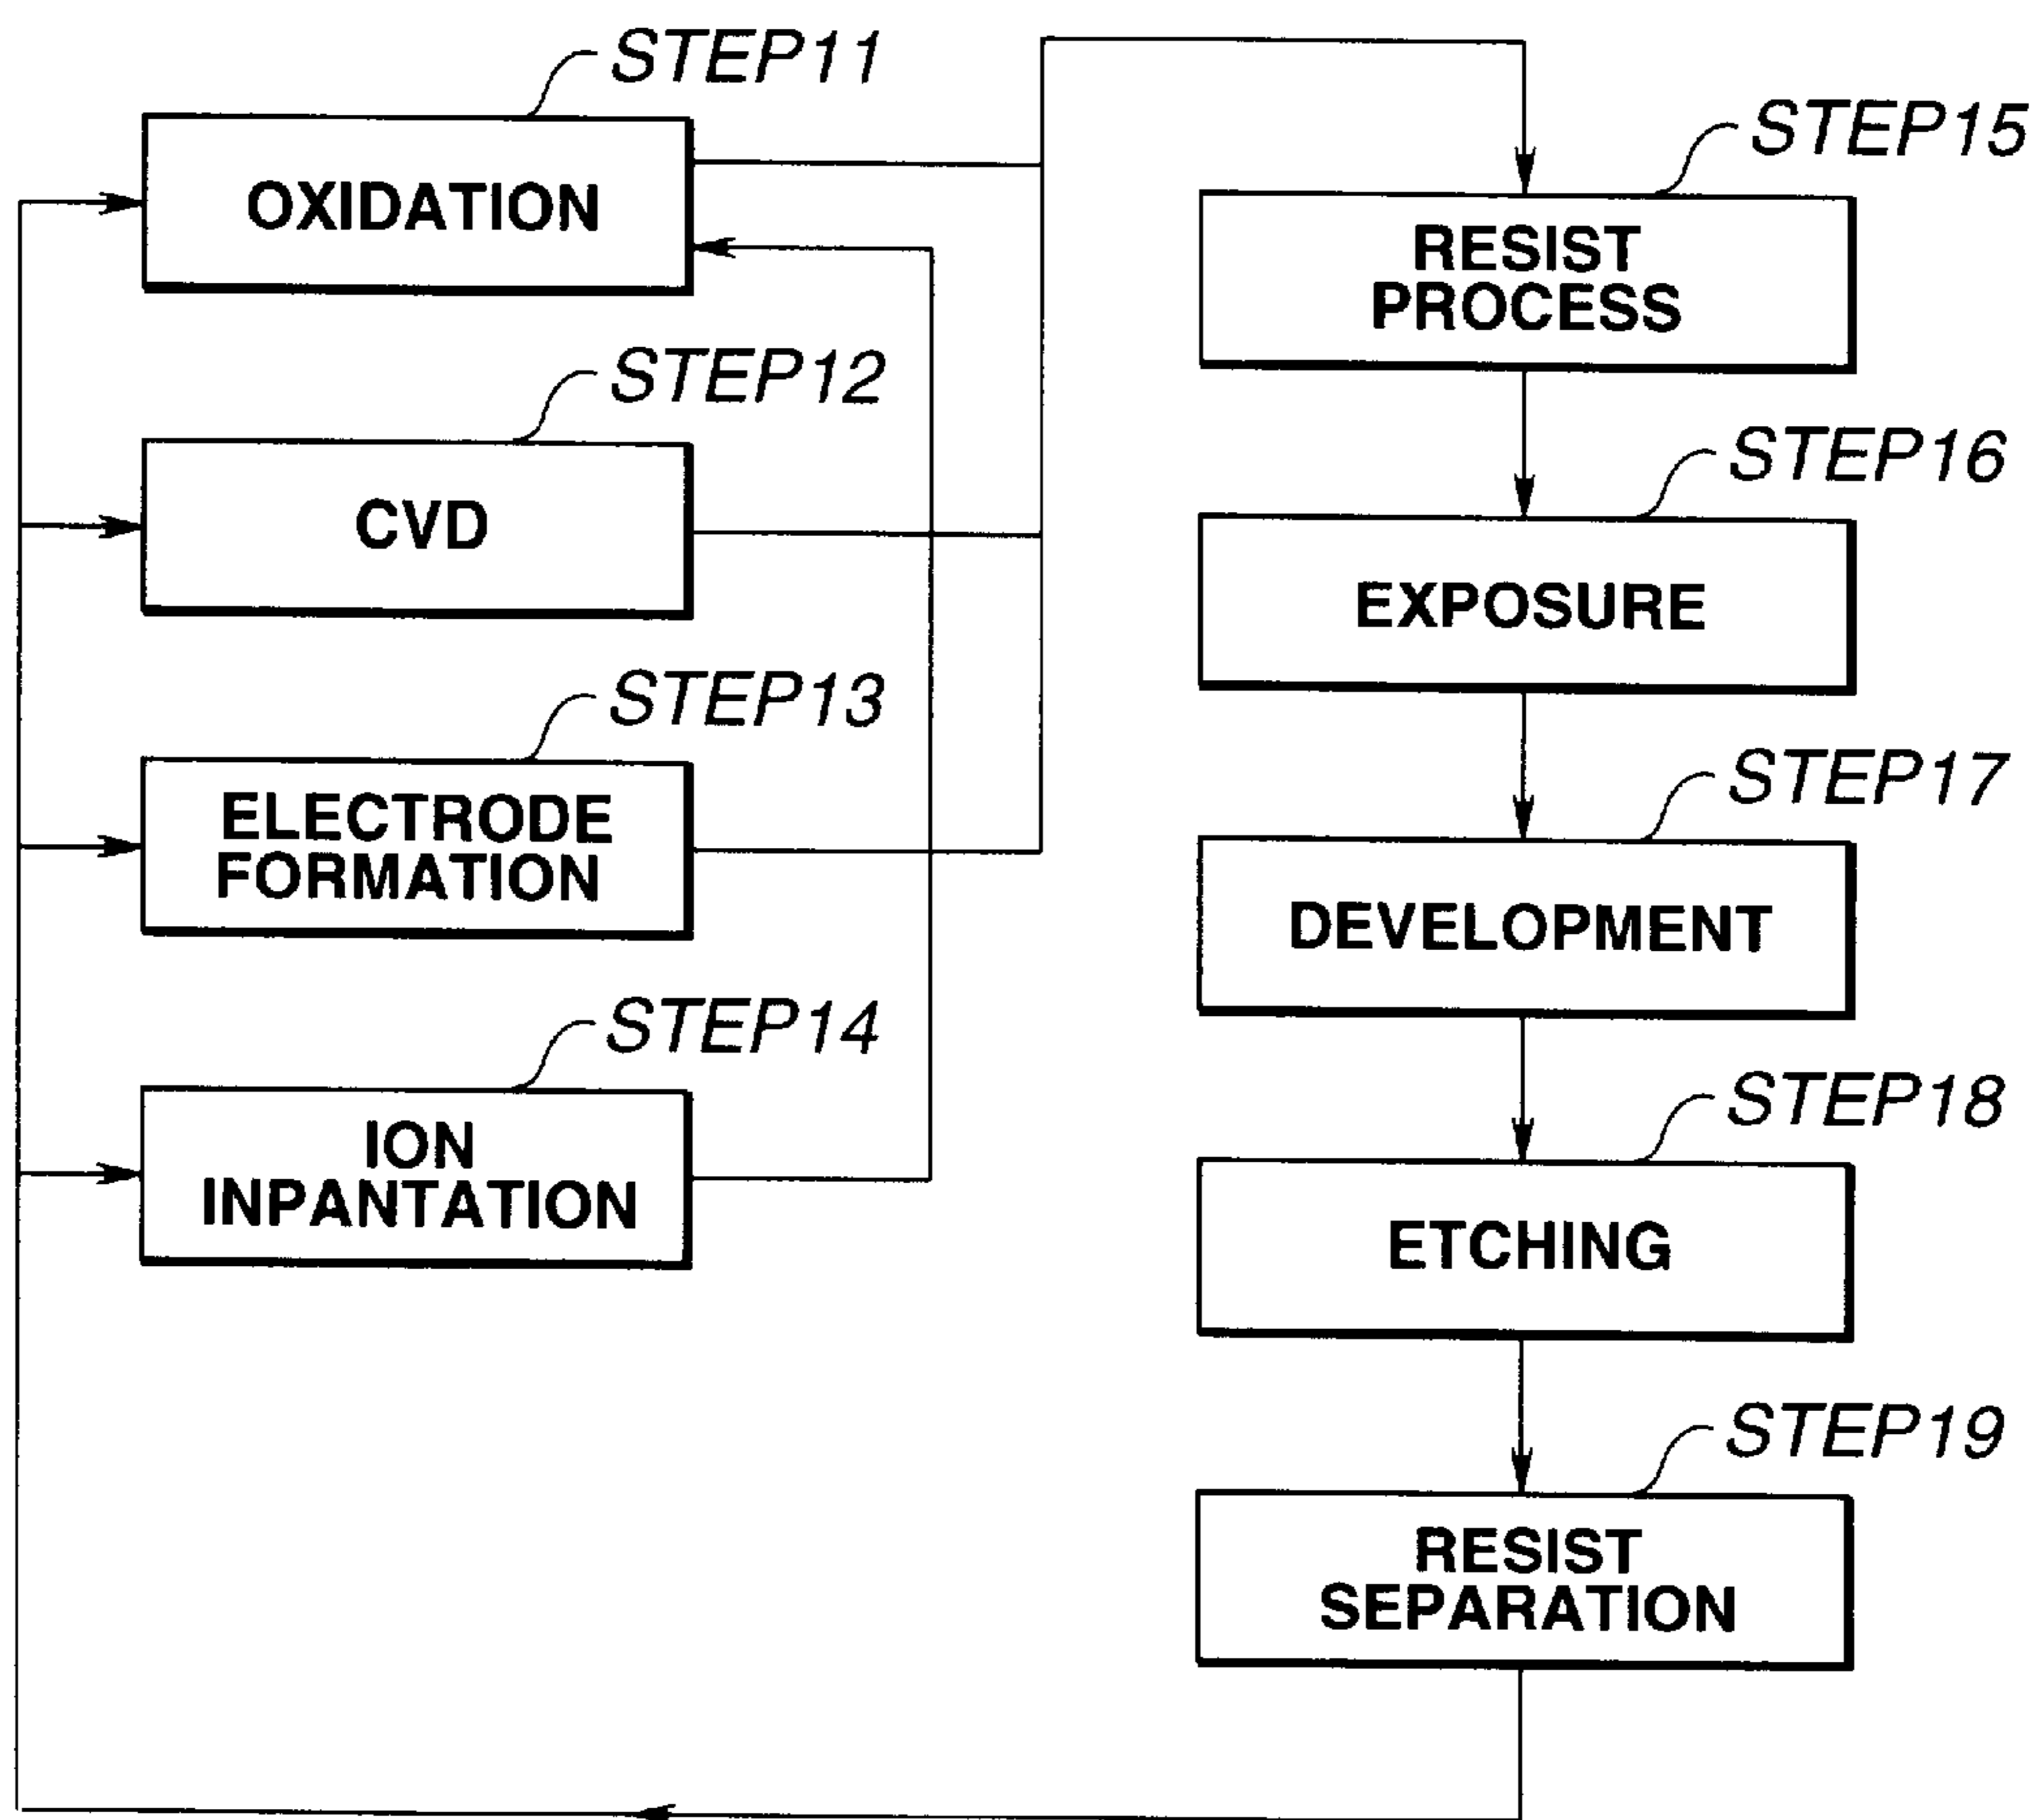 STEP11
OXIDATION
STEP12
CVD
STEP13
ELECTRODE
FORMATION
STEP14
ION
INPANTATION
STEP15
RESIST
PROCESS
STEP16
EXPOSURE
STEP17
DEVELOPMENT
STEP18
ETCHING
STEP19
RESIST
SEPARATION